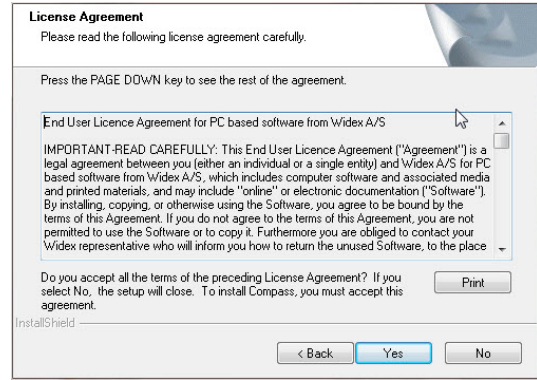 License Agreement
Please read the following license agreement carefully.
Press the PAGE DOWN key to see the rest of the agreement.
End User Licence Agreement for PC based software from Widex A/S
IMPORTANT-READ CAREFULLY: This End User Licence Agreement ("Agreement") is a
legal agreement between you (either an individual or a single entity) and Widex A/S for PC
based software from Widex A/S, which includes computer software and associated media
and printed materials, and may include "online" or electronic documentation ("Software").
By installing, copying, or otherwise using the Software, you agree to be bound by the
terms of this Agreement. If you do not agree to the terms of this Agreement, you are not
permitted to use the Software or to copy it. Furthermore you are obliged to contact your
Widex representative who will inform you how to return the unused Software, to the place
Do you accept all the terms of the preceding License Agreement? If you
select No, the setup will close. To install Compass, you must accept this
agreement.
Print
InstallShield
< Back
Yes
No